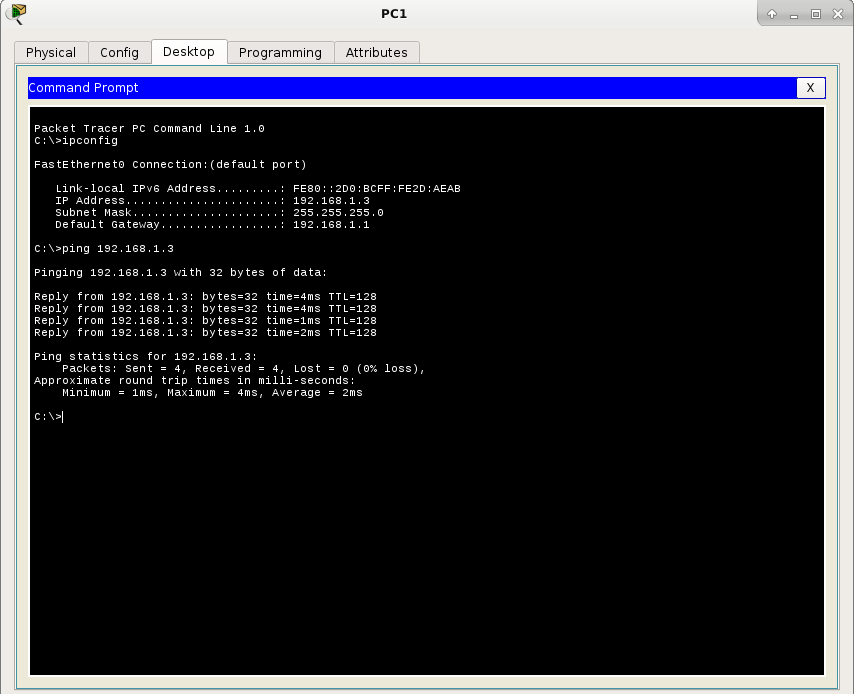 PC1
Physical Config Desktop Programming Attributes
Command Prompt X
Packet Tracer PC Command Line 1.0
C:\>ipconfig
FastEthernet0 Connection:(default port)
Link-local IPv6 Address.........: FE80::2D0:BCFF:FE2D:AEAB
IP Address......................: 192.168.1.3
Subnet Mask.....................: 255.255.255.0
Default Gateway.................: 192.168.1.1
C:\>ping 192.168.1.3
Pinging 192.168.1.3 with 32 bytes of data:
Reply from 192.168.1.3: bytes=32 time=4ms TTL=128
Reply from 192.168.1.3: bytes=32 time=4ms TTL=128
Reply from 192.168.1.3: bytes=32 time=1ms TTL=128
Reply from 192.168.1.3: bytes=32 time=2ms TTL=128
Ping statistics for 192.168.1.3:
Packets: Sent = 4, Received = 4, Lost = 0 (0% loss),
Approximate round trip times in milli-seconds:
Minimum = 1ms, Maximum = 4ms, Average = 2ms
C:\>